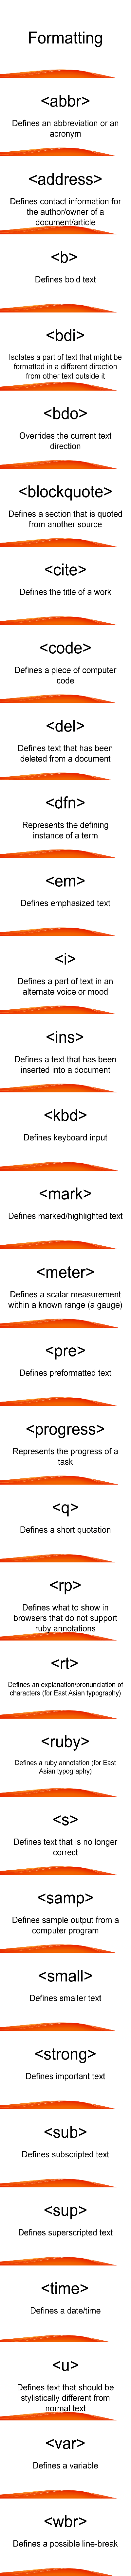 Formatting
<abbr>
Defines an abbreviation or an
acronym
<address>
Defines contact information for
the author/owner of a
document/article
<b>
Defines bold text
<bdi>
Isolates a part of text that might be
formatted in a different direction
from other text outside it
<bdo>
Overrides the current text
direction
<blockquote>
Defines a section that is quoted
from another source
<cite>
Defines the title of a work
<code>
Defines a piece of computer
code
<del>
Defines text that has been
deleted from a document
<dfn>
Represents the defining
instance of a term
<em>
Defines emphasized text
<i>
Defines a part of text in an
alternate voice or mood
<ins>
Defines a text that has been
inserted into a document
<kbd>
Defines keyboard input
<mark>
Defines marked/highlighted text
<meter>
Defines a scalar measurement
within a known range (a gauge)
<pre>
Defines preformatted text
<progress>
Represents the progress of a
task
<q>
Defines a short quotation
<rp>
Defines what to show in
browsers that do not support
ruby annotations
<rt>
Defines an explanation/pronunciation of
characters (for East Asian typography)
<ruby>
Defines a ruby annotation (for East
Asian typography)
<s>
Defines text that is no longer
correct
<samp>
Defines sample output from a
computer program
<small>
Defines smaller text
<strong>
Defines important text
<sub>
Defines subscripted text
<sup>
Defines superscripted text
<time>
Defines a date/time
<u>
Defines text that should be
stylistically different from
normal text
<var>
Defines a variable
<wbr>
Defines a possible line-break